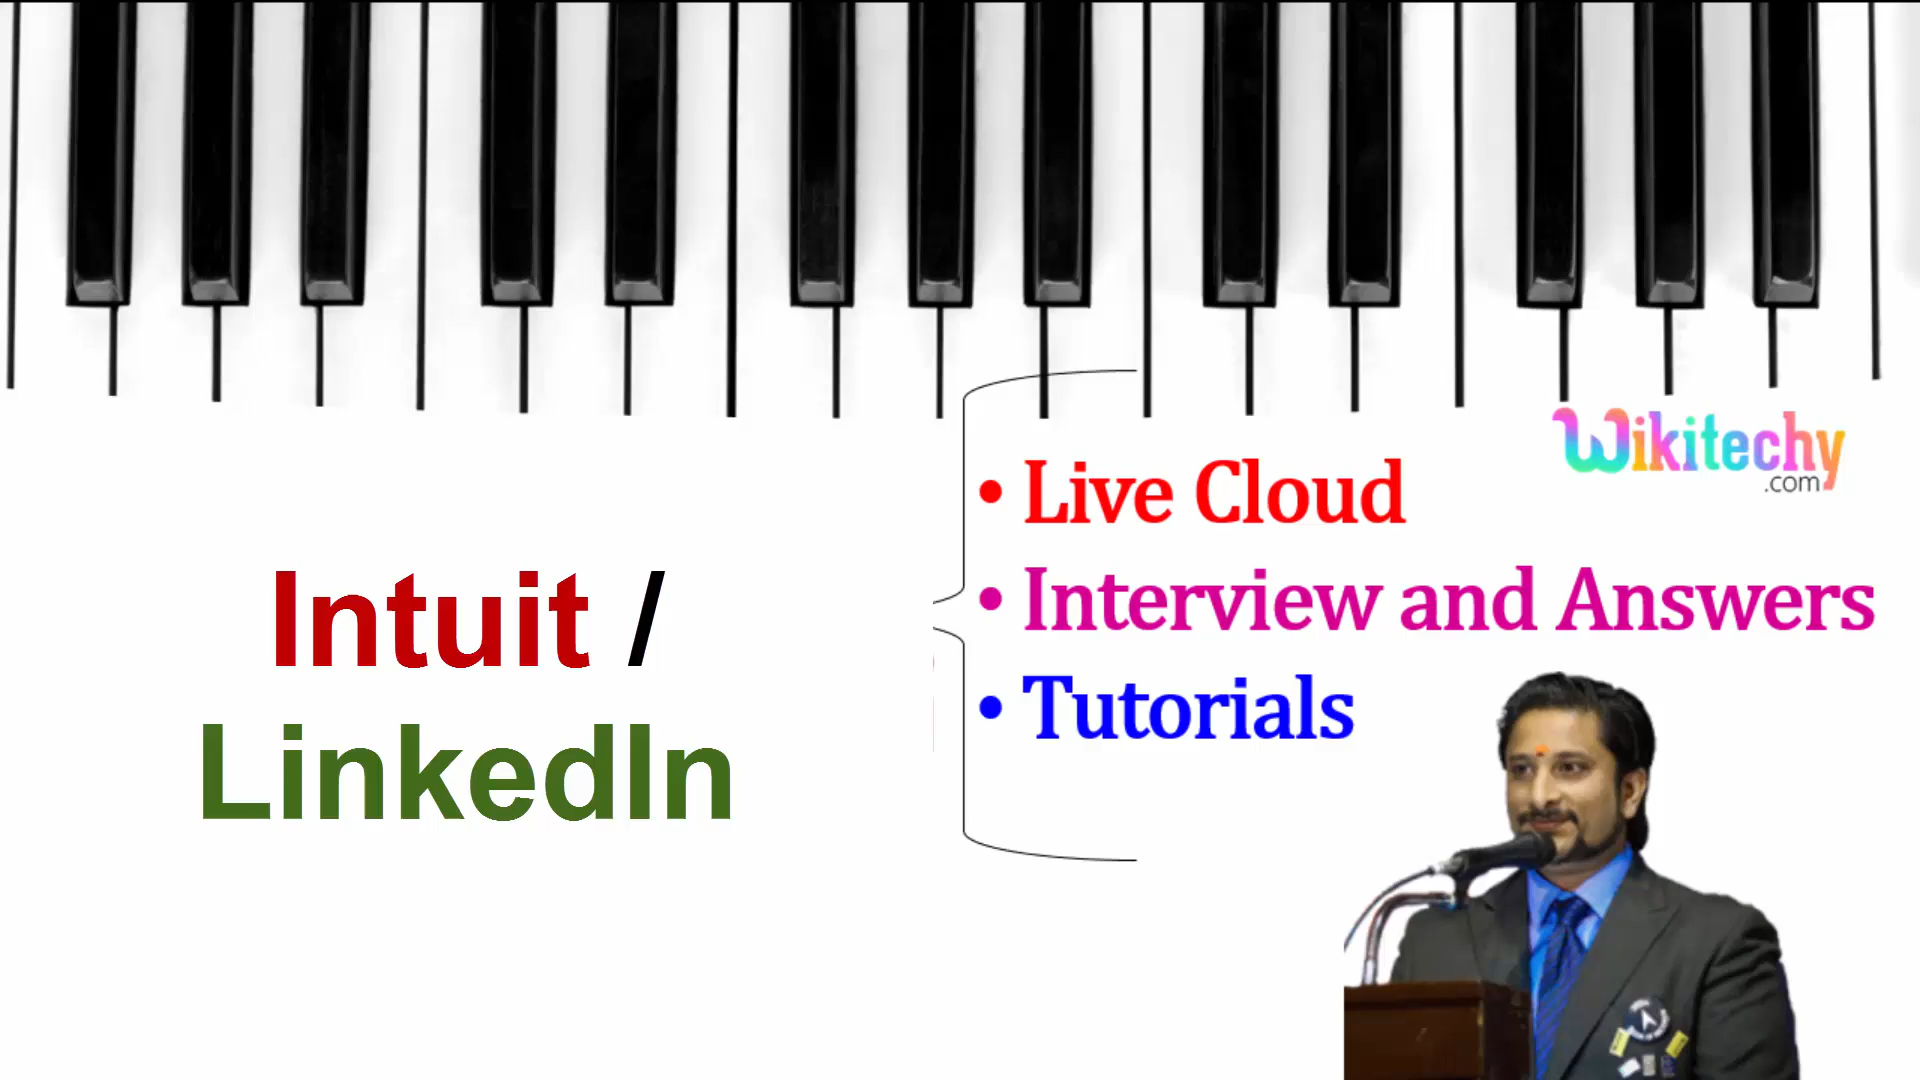 Intuit /
LinkedIn
• Live Cloud
• Interview and Answers
• Tutorials
Wikitechy
.com